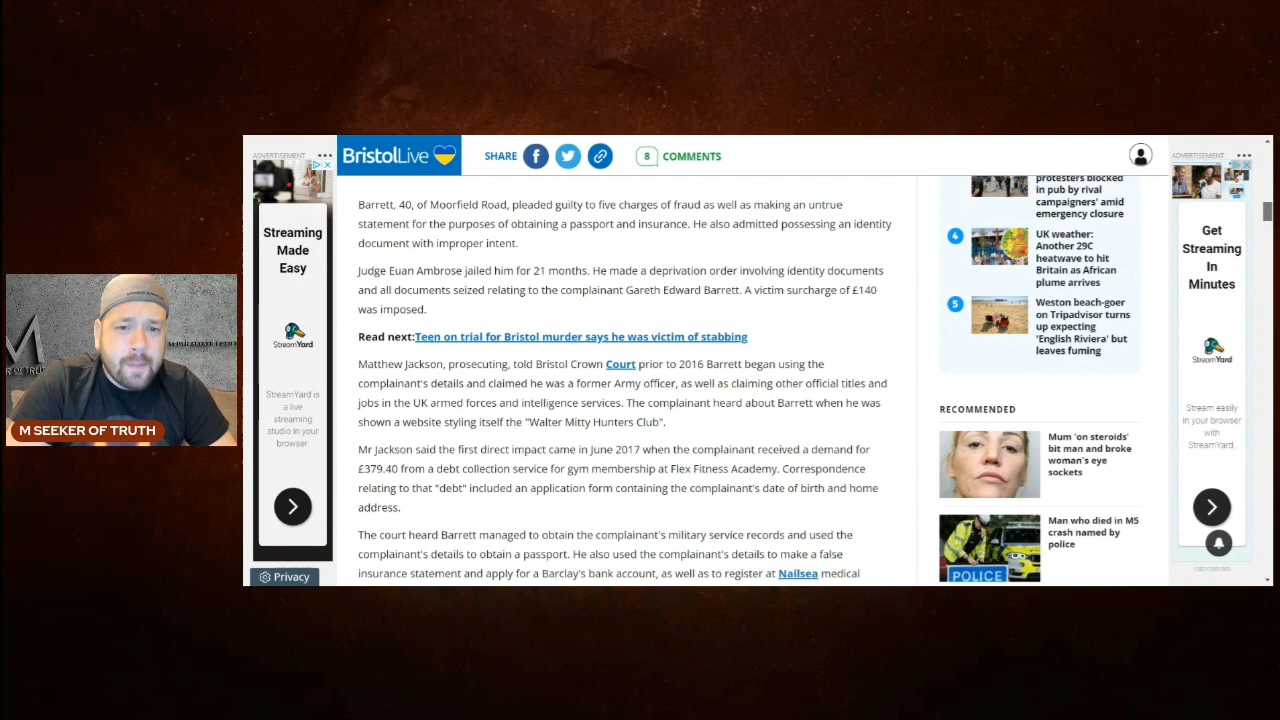 BristolLive
SHARE
8 COMMENTS
ADVERTISEMENT
Streaming
Made
Easy
StreamYard
StreamYard is
a live
streaming
studio in your
browser.
Privacy
M SEEKER OF TRUTH
Barrett, 40, of Moorfield Road, pleaded guilty to five charges of fraud as well as making an untrue
statement for the purposes of obtaining a passport and insurance. He also admitted possessing an identity
document with improper intent.
Judge Euan Ambrose jailed him for 21 months. He made a deprivation order involving identity documents
and all documents seized relating to the complainant Gareth Edward Barrett. A victim surcharge of £140
was imposed.
Read next:Teen on trial for Bristol murder says he was victim of stabbing
Matthew Jackson, prosecuting, told Bristol Crown Court prior to 2016 Barrett began using the
complainant's details and claimed he was a former Army officer, as well as claiming other official titles and
jobs in the UK armed forces and intelligence services. The complainant heard about Barrett when he was
shown a website styling itself the "Walter Mitty Hunters Club".
Mr Jackson said the first direct impact came in June 2017 when the complainant received a demand for
£379.40 from a debt collection service for gym membership at Flex Fitness Academy. Correspondence
relating to that "debt" included an application form containing the complainant's date of birth and home
address.
The court heard Barrett managed to obtain the complainant's military service records and used the
complainant's details to obtain a passport. He also used the complainant's details to make a false
insurance statement and apply for a Barclay's bank account, as well as to register at Nailsea medical
protesters blocked
in pub by rival
campaigners' amid
emergency closure
4
UK weather:
Another 29C
heatwave to hit
Britain as African
plume arrives
5
Weston beach-goer
on Tripadvisor turns
up expecting
'English Riviera' but
leaves fuming
RECOMMENDED
Mum 'on steroids'
bit man and broke
woman's eye
sockets
Man who died in M5
crash named by
police
POLICE
ADVERTISEMENT
Get
Streaming
In
Minutes
StreamYard
Stream easily
in your browser
with
StreamYard.